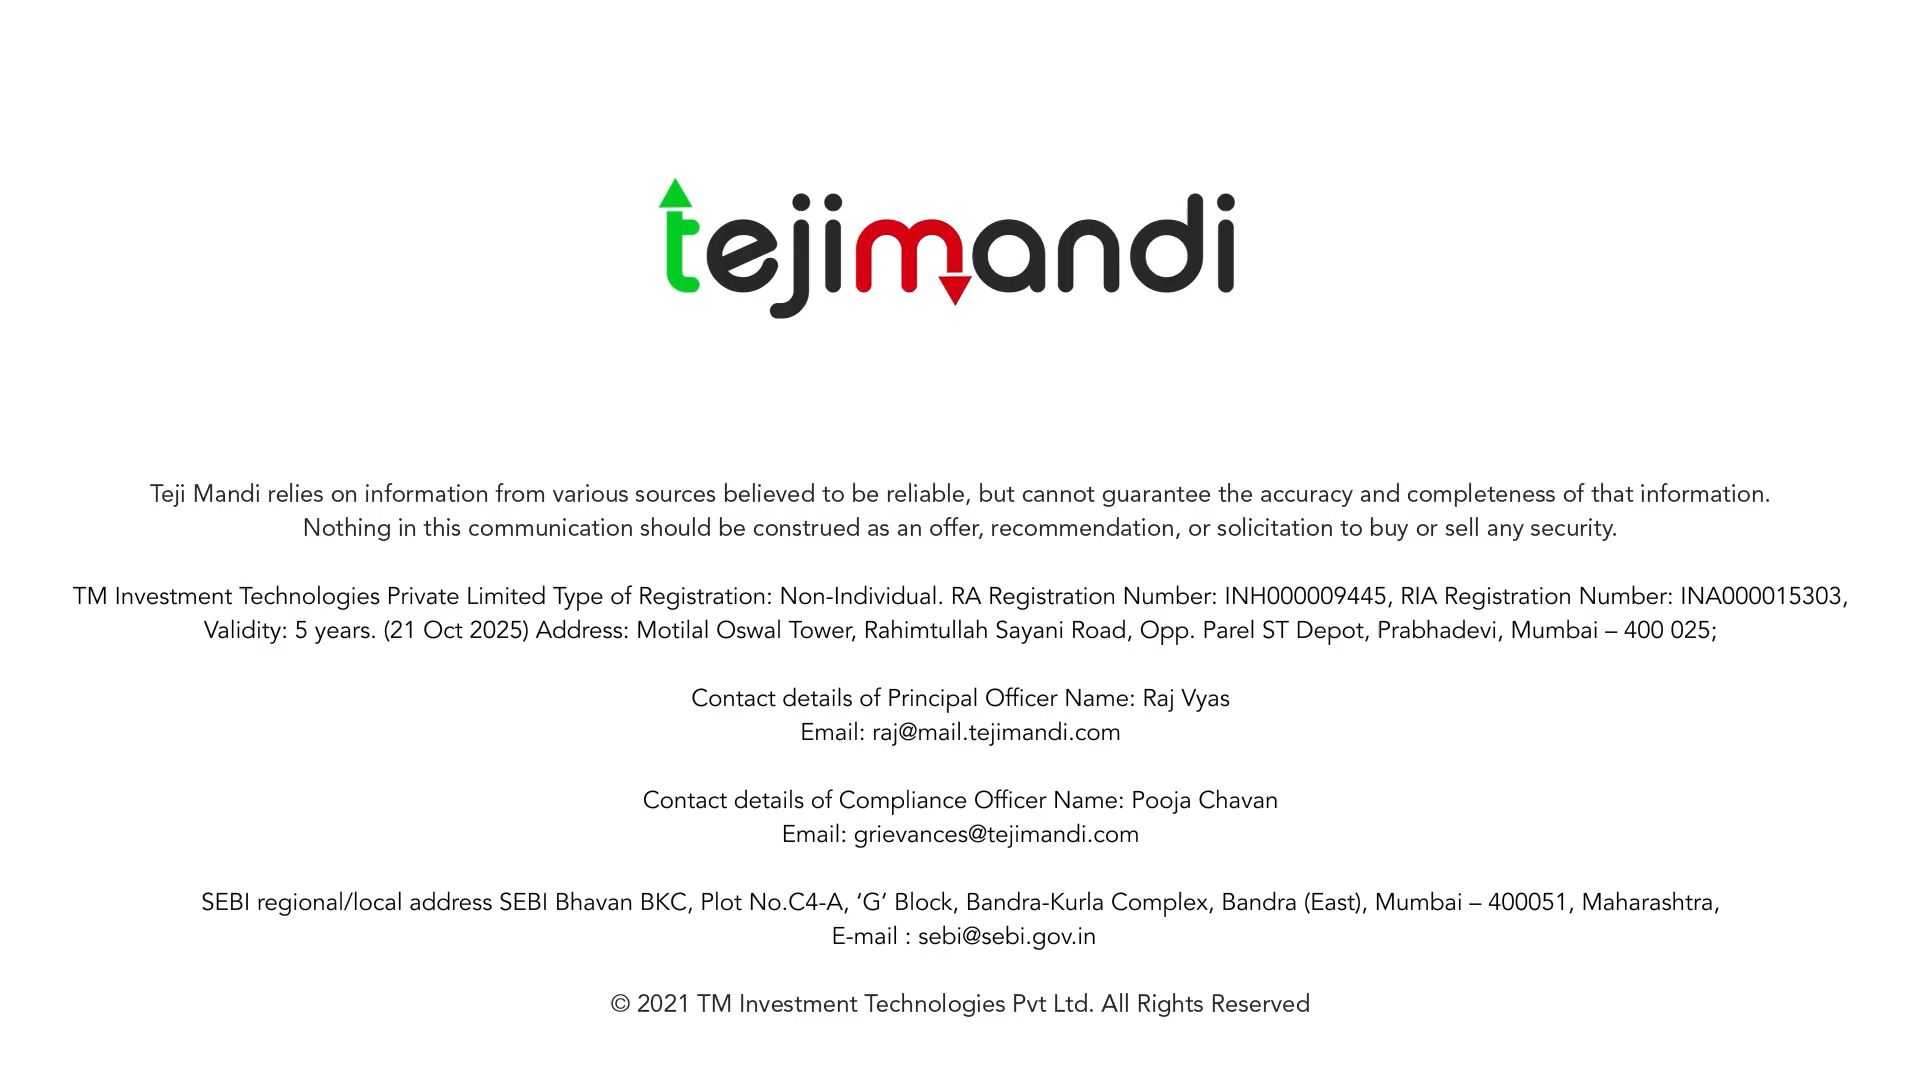 tejimandi
Teji Mandi relies on information from various sources believed to be reliable, but cannot guarantee the accuracy and completeness of that information.
Nothing in this communication should be construed as an offer, recommendation, or solicitation to buy or sell any security.
TM Investment Technologies Private Limited Type of Registration: Non-Individual. RA Registration Number: INH000009445, RIA Registration Number: INA000015303,
Validity: 5 years. (21 Oct 2025) Address: Motilal Oswal Tower, Rahimtullah Sayani Road, Opp. Parel ST Depot, Prabhadevi, Mumbai – 400 025;
Contact details of Principal Officer Name: Raj Vyas
Email: raj@mail.tejimandi.com
Contact details of Compliance Officer Name: Pooja Chavan
Email: grievances@tejimandi.com
SEBI regional/local address SEBI Bhavan BKC, Plot No.C4-A, ‘G’ Block, Bandra-Kurla Complex, Bandra (East), Mumbai – 400051, Maharashtra,
E-mail : sebi@sebi.gov.in
© 2021 TM Investment Technologies Pvt Ltd. All Rights Reserved